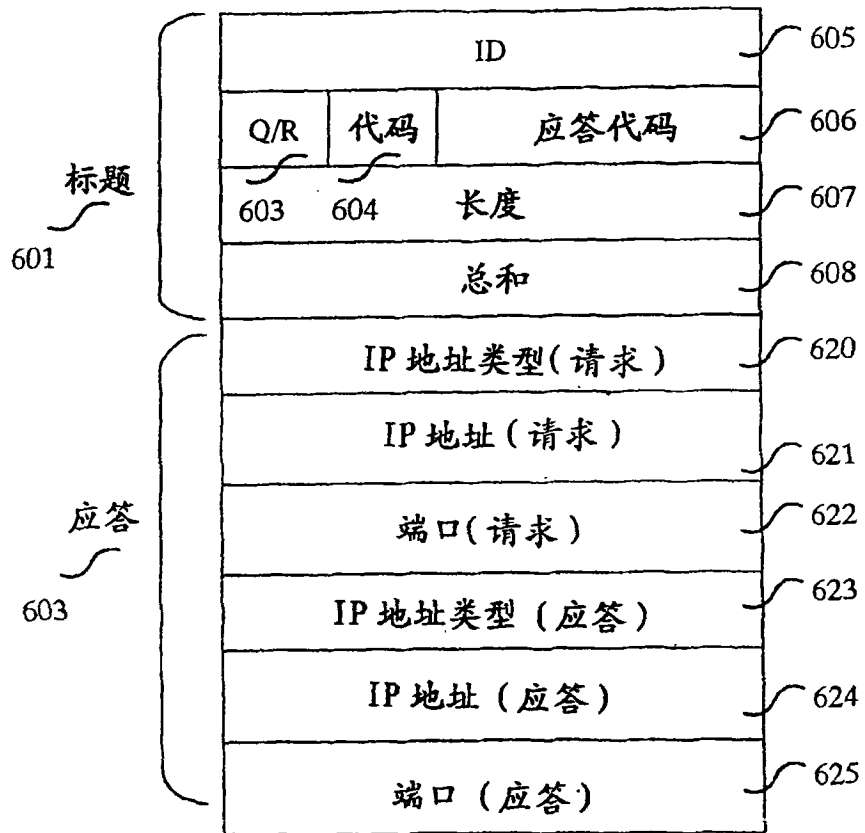 ID
605
Q/R
代码
应答代码
606
603
604
长度
607
标题
601
总和
608
IP 地址类型(请求)
620
IP 地址(请求)
621
端口(请求)
622
应答
603
IP 地址类型(应答)
623
IP 地址(应答)
624
端口(应答)
625